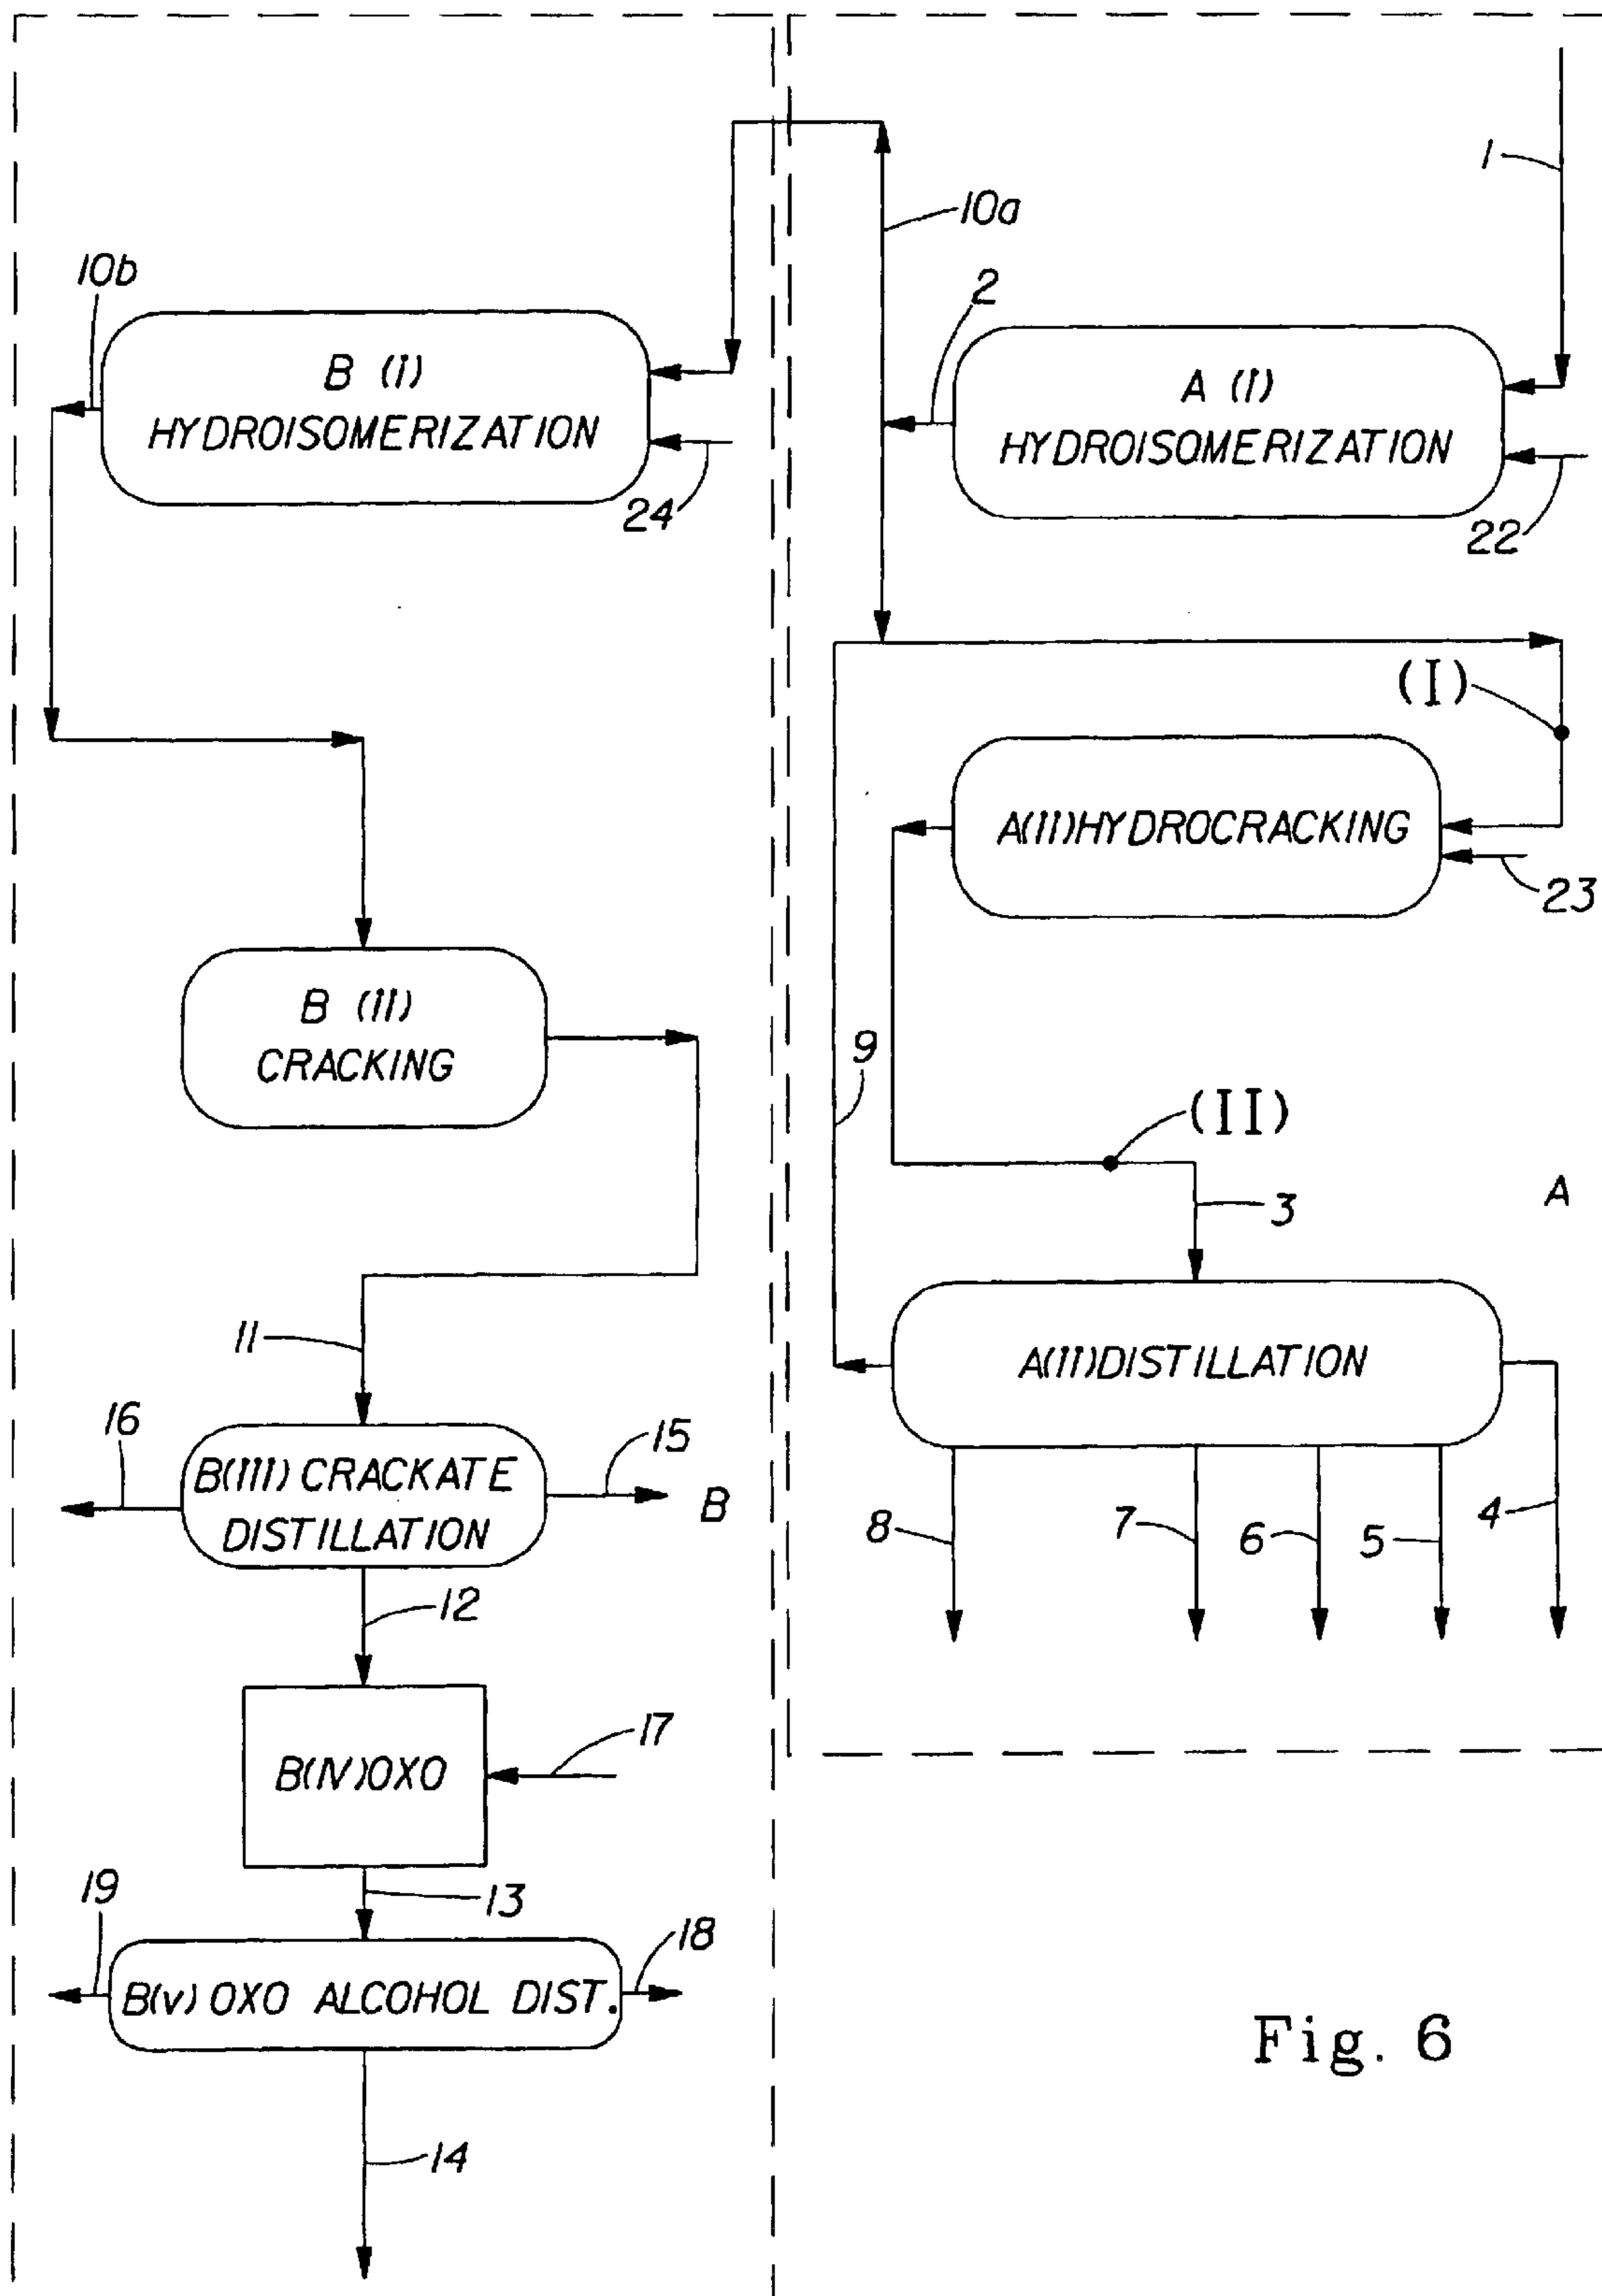 1
10a
2
10b
B (i)
HYDROISOMERIZATION
A (i)
HYDROISOMERIZATION
24
22
(I)
A(ii)HYDROCRACKING
23
B (ii)
CRACKING
9
(II)
3
A
11
A(ii)DISTILLATION
16
B(iii) CRACKATE
DISTILLATION
15
B
8
7
6
5
4
12
B(iv)OXO
17
13
19
18
B(v) OXO ALCOHOL DIST.
14
Fig. 6